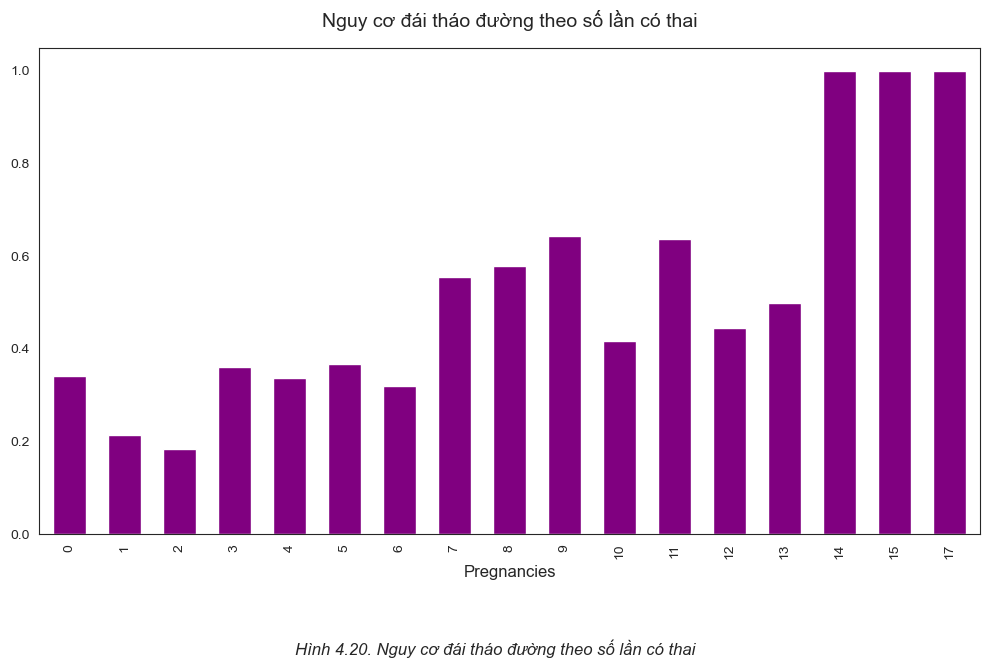 Nguy cơ đái tháo đường theo số lần có thai
1.0
0.8
0.6
0.4
0.2
0.0
0 1 2 3 4 5 6 7 8 9 10 11 12 13 14 15 17
Pregnancies
Hình 4.20. Nguy cơ đái tháo đường theo số lần có thai